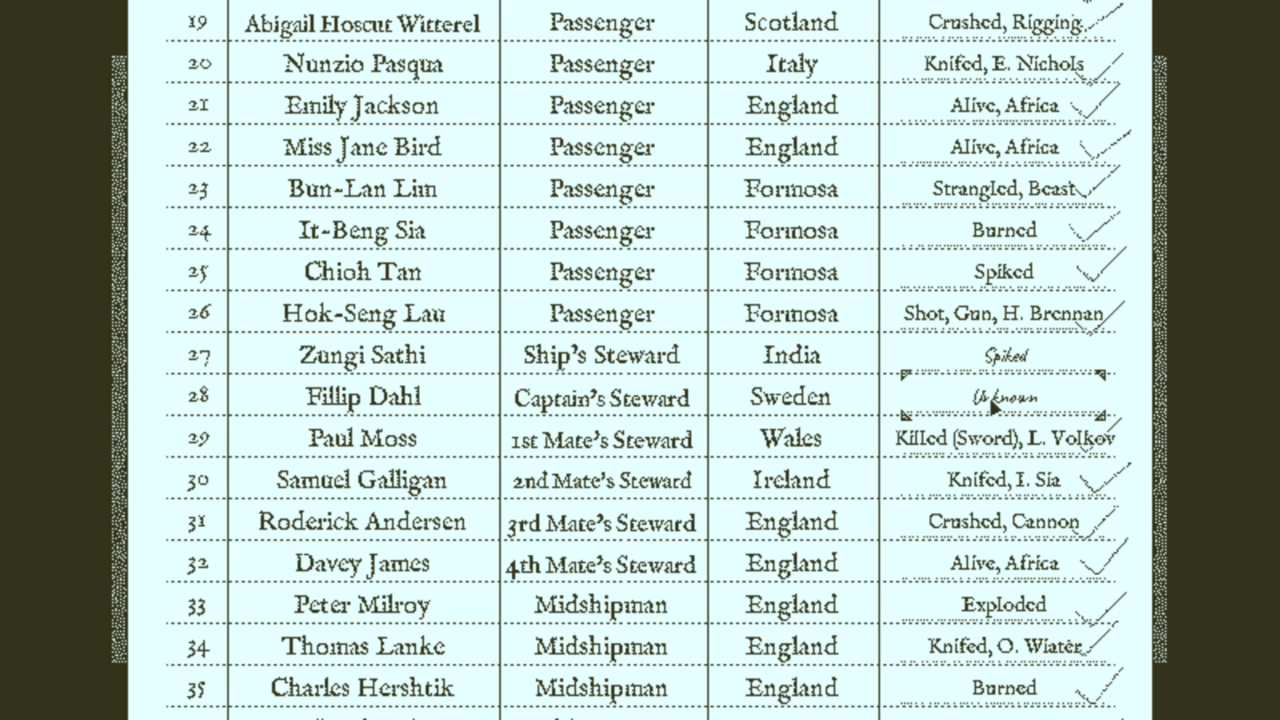 19 Abigail Hoscut Witterel Passenger Scotland Crushed, Rigging
20 Nunzio Pasqua Passenger Italy Knifed, E. Nichols
21 Emily Jackson Passenger England Alive, Africa
22 Miss Jane Bird Passenger England Alive, Africa
23 Bun-Lan Lim Passenger Formosa Strangled, Beast
24 It-Beng Sia Passenger Formosa Burned
25 Chioh Tan Passenger Formosa Spiked
26 Hok-Seng Lau Passenger Formosa Shot, Gun, H. Brennan
27 Zungi Sathi Ship's Steward India Spiked
28 Fillip Dahl Captain's Steward Sweden Unknown
29 Paul Moss 1st Mate's Steward Wales Killed (Sword), L. Volkov
30 Samuel Galligan 2nd Mate's Steward Ireland Knifed, I. Sia
31 Roderick Andersen 3rd Mate's Steward England Crushed, Cannon
32 Davey James 4th Mate's Steward England Alive, Africa
33 Peter Milroy Midshipman England Exploded
34 Thomas Lanke Midshipman England Knifed, O. Wiater
35 Charles Hershtik Midshipman England Burned